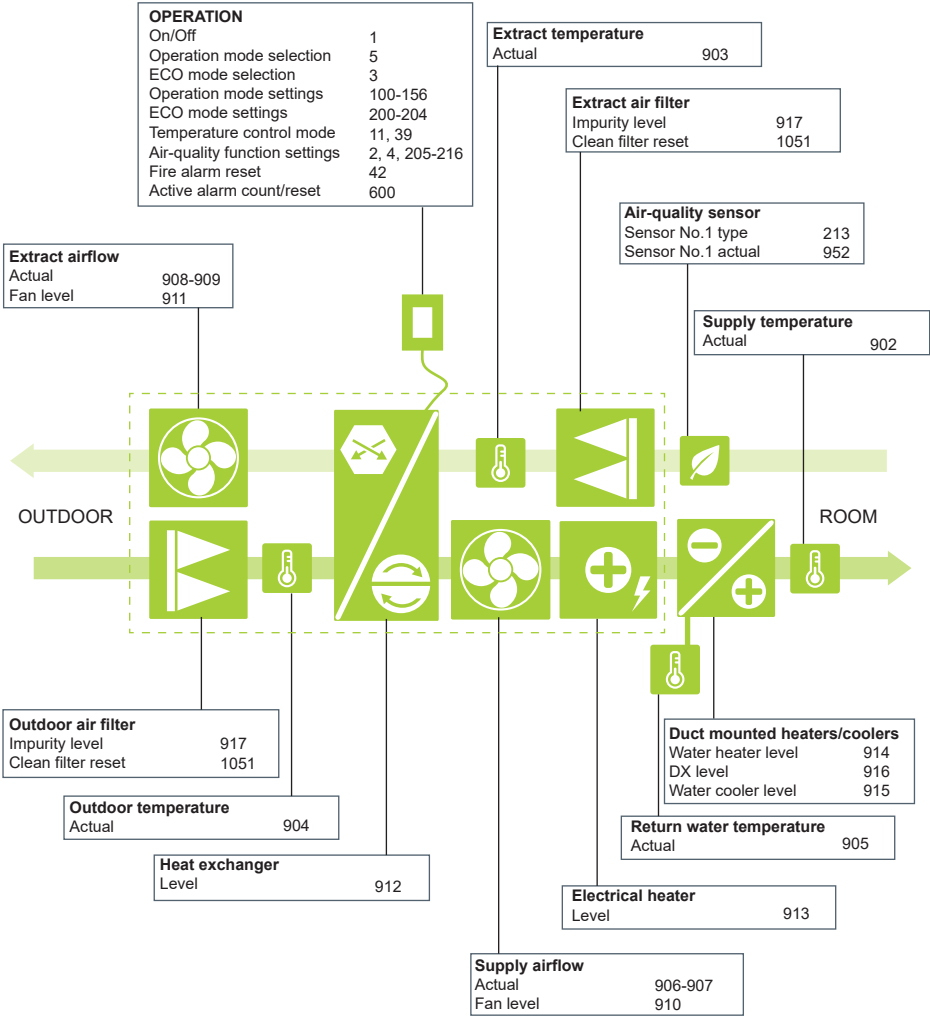 OPERATION
On/Off 1
Operation mode selection 5
ECO mode selection 3
Operation mode settings 100-156
ECO mode settings 200-204
Temperature control mode 11, 39
Air-quality function settings 2, 4, 205-216
Fire alarm reset 42
Active alarm count/reset 600
Extract temperature
Actual 903
Extract air filter
Impurity level 917
Clean filter reset 1051
Air-quality sensor
Sensor No.1 type 213
Sensor No.1 actual 952
Extract airflow
Actual 908-909
Fan level 911
Supply temperature
Actual 902
OUTDOOR
ROOM
Outdoor air filter
Impurity level 917
Clean filter reset 1051
Duct mounted heaters/coolers
Water heater level 914
DX level 916
Water cooler level 915
Outdoor temperature
Actual 904
Return water temperature
Actual 905
Heat exchanger
Level 912
Electrical heater
Level 913
Supply airflow
Actual 906-907
Fan level 910